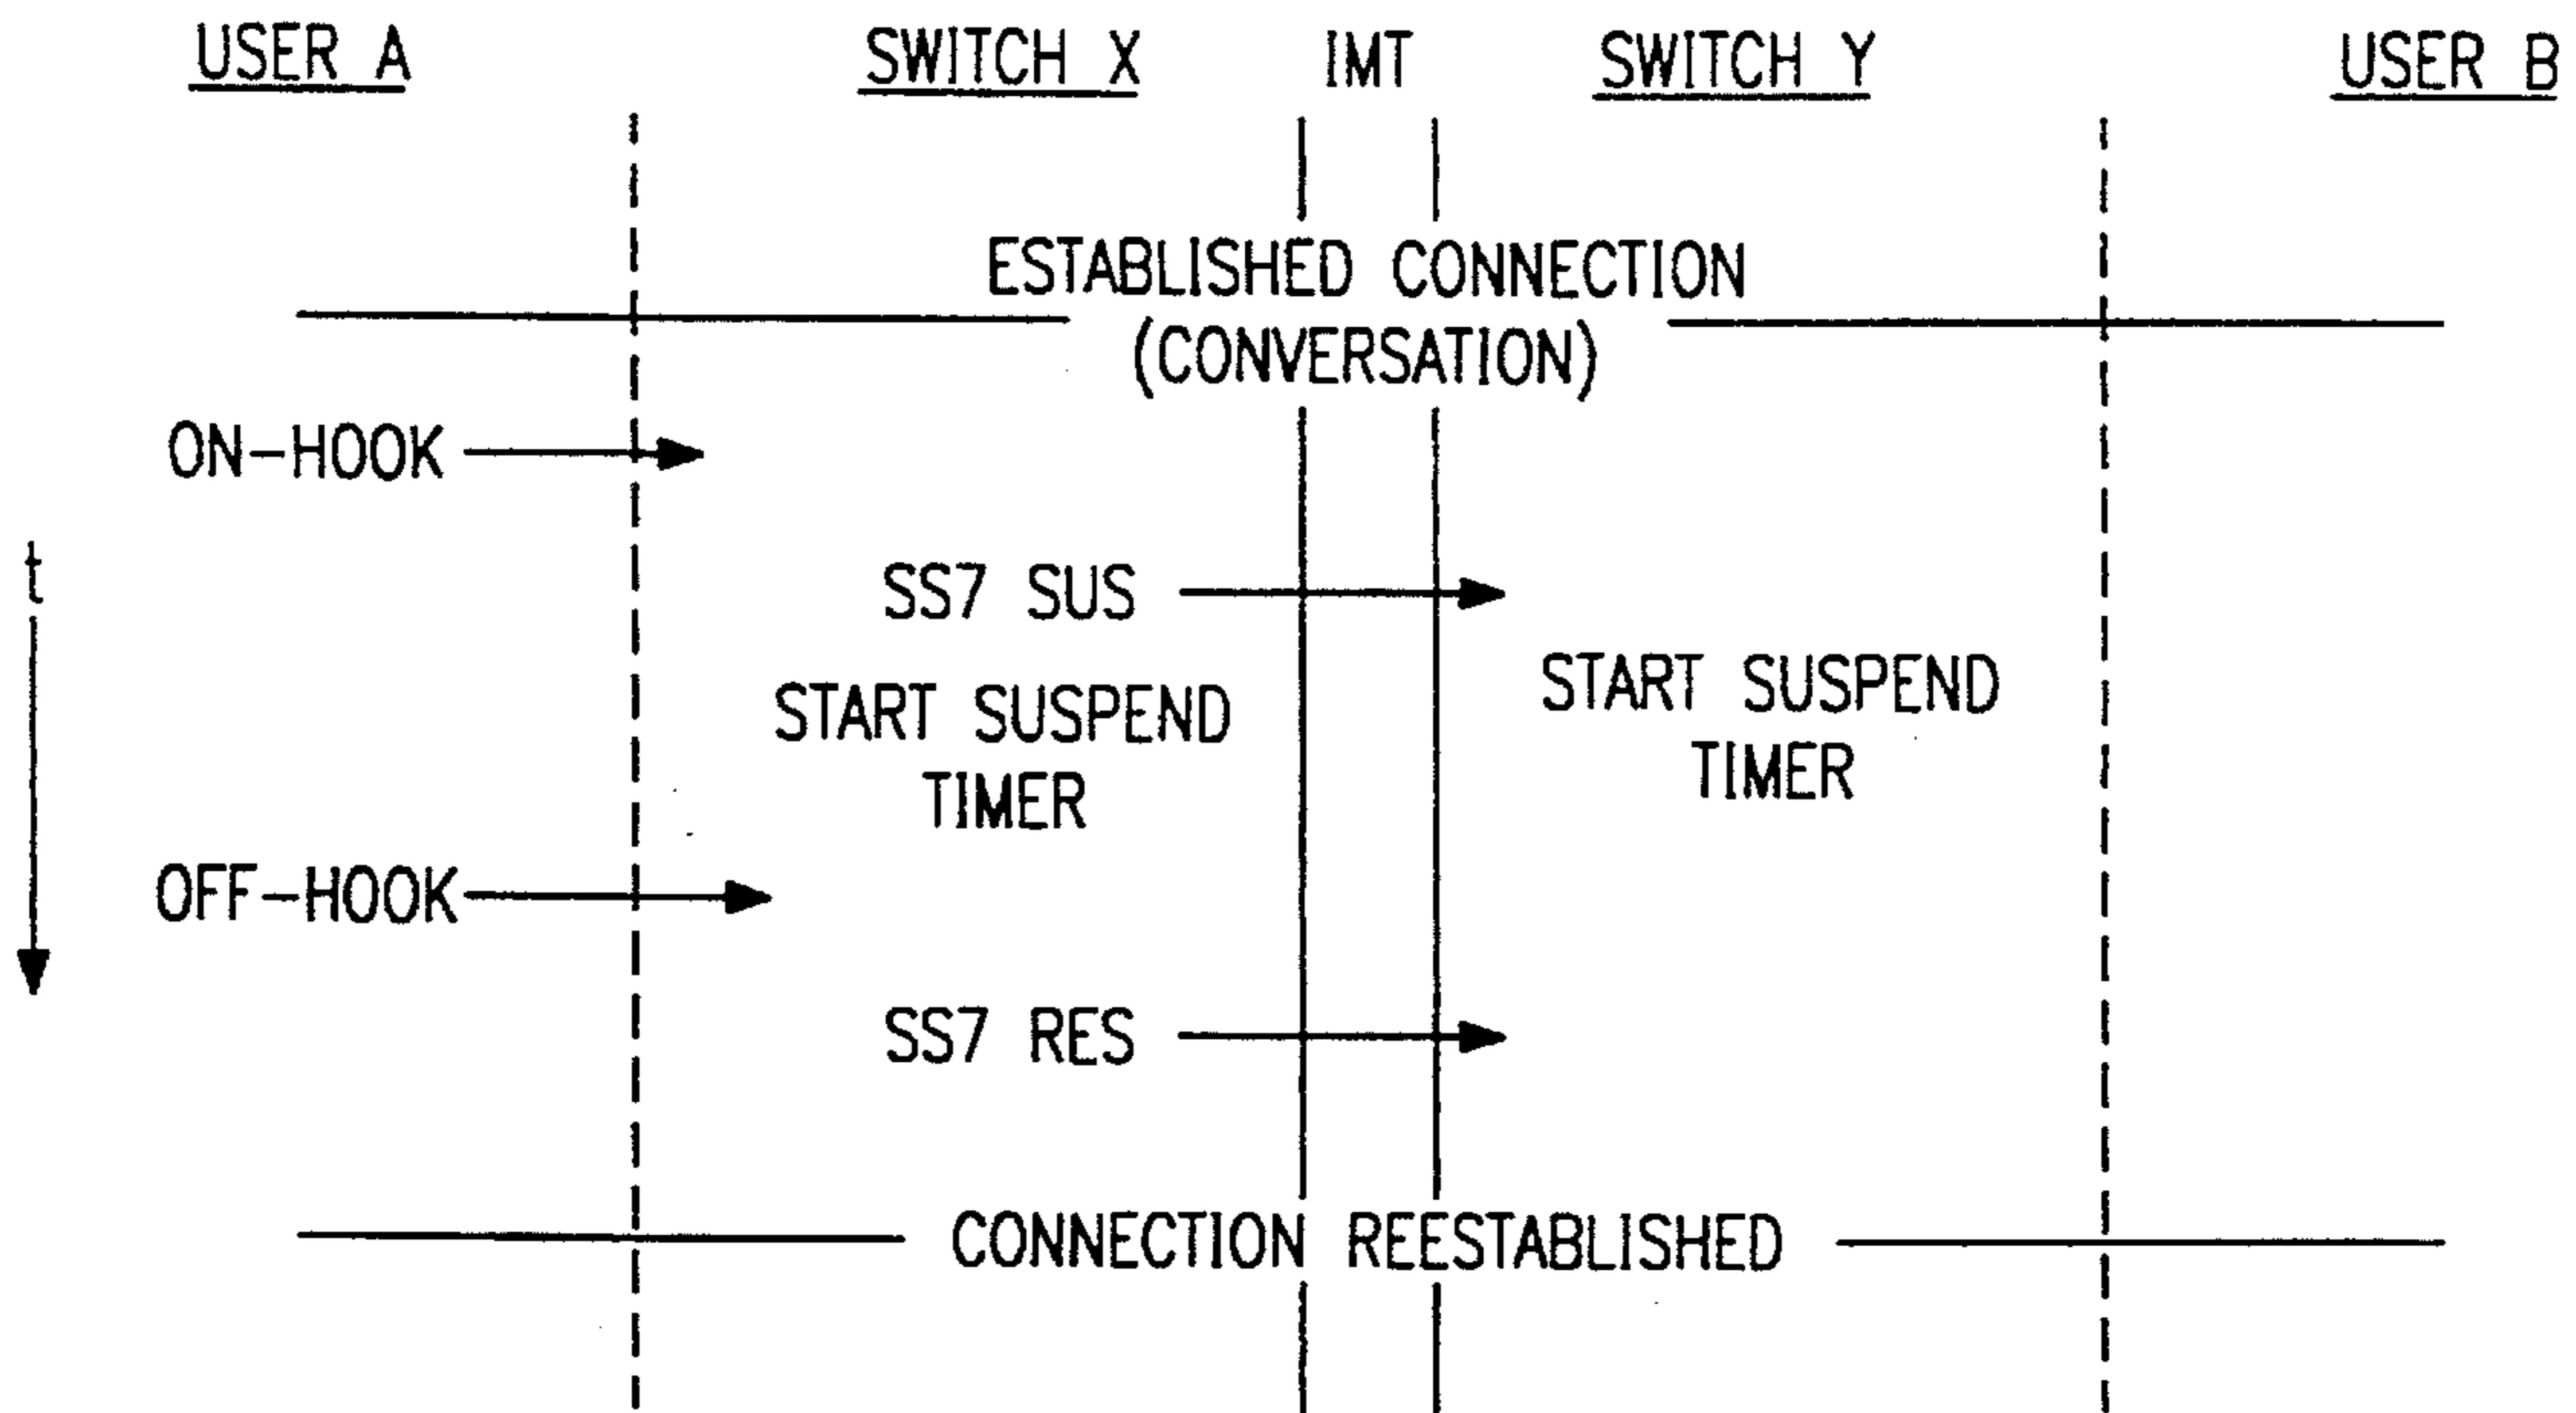 USER A SWITCH X IMT SWITCH Y USER B
ESTABLISHED CONNECTION
(CONVERSATION)
ON-HOOK
t
SS7 SUS
START SUSPEND
TIMER
START SUSPEND
TIMER
OFF-HOOK
SS7 RES
CONNECTION REESTABLISHED